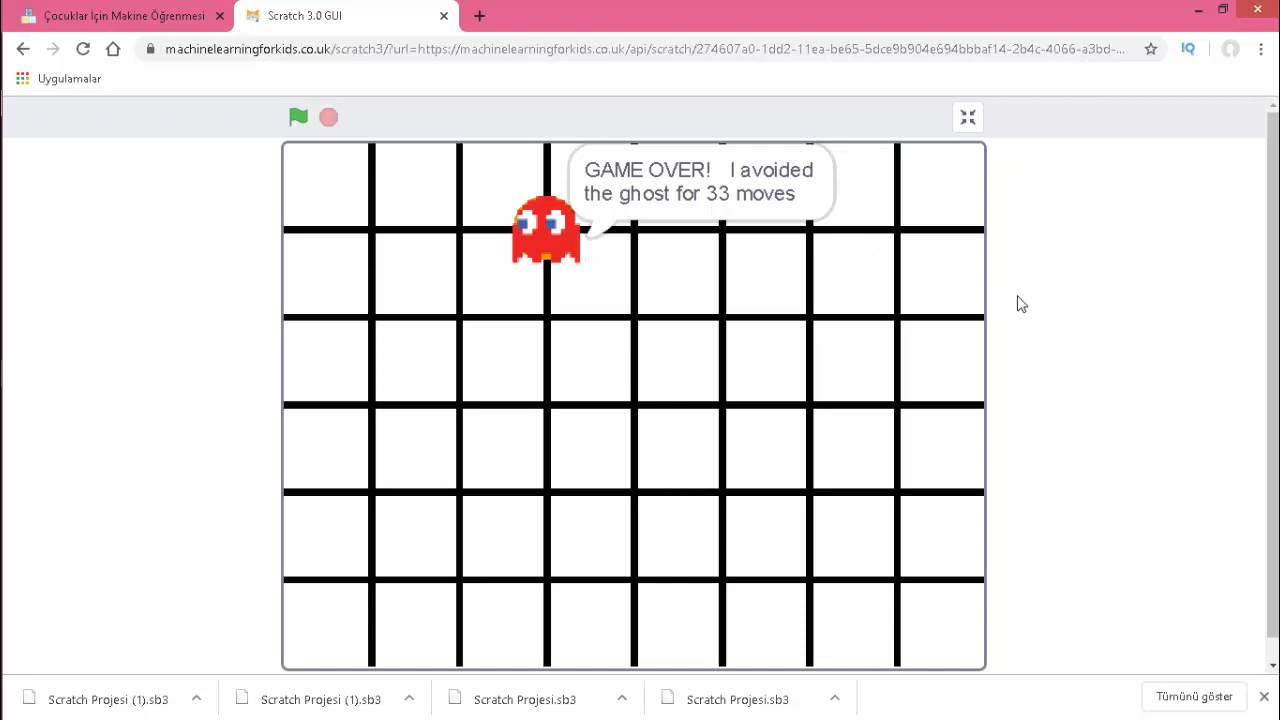 Çocuklar İçin Makine Öğrenmesi
Scratch 3.0 GUI
machinelearningforkids.co.uk/scratch3/?url=https://machinelearningforkids.co.uk/api/scratch/274607a0-1dd2-11ea-be65-5dce9b904e694bbbaf14-2b4c-4066-a3bd-...
IQ
Uygulamalar
GAME OVER! I avoided
the ghost for 33 moves
Scratch Projesi (1).sb3
Scratch Projesi (1).sb3
Scratch Projesi.sb3
Scratch Projesi.sb3
Tümünü göster